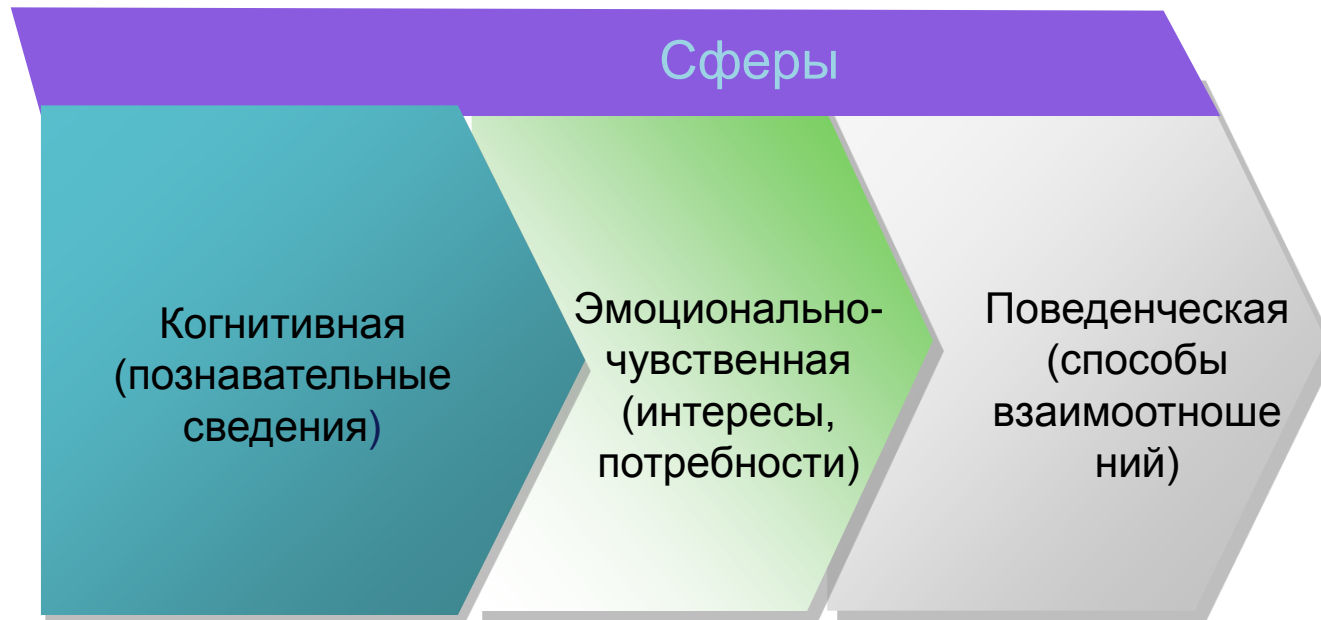 Сферы
Когнитивная
(познавательные
сведения)
Эмоционально-
чувственная
(интересы,
потребности)
Поведенческая
(способы
взаимоотноше
ний)